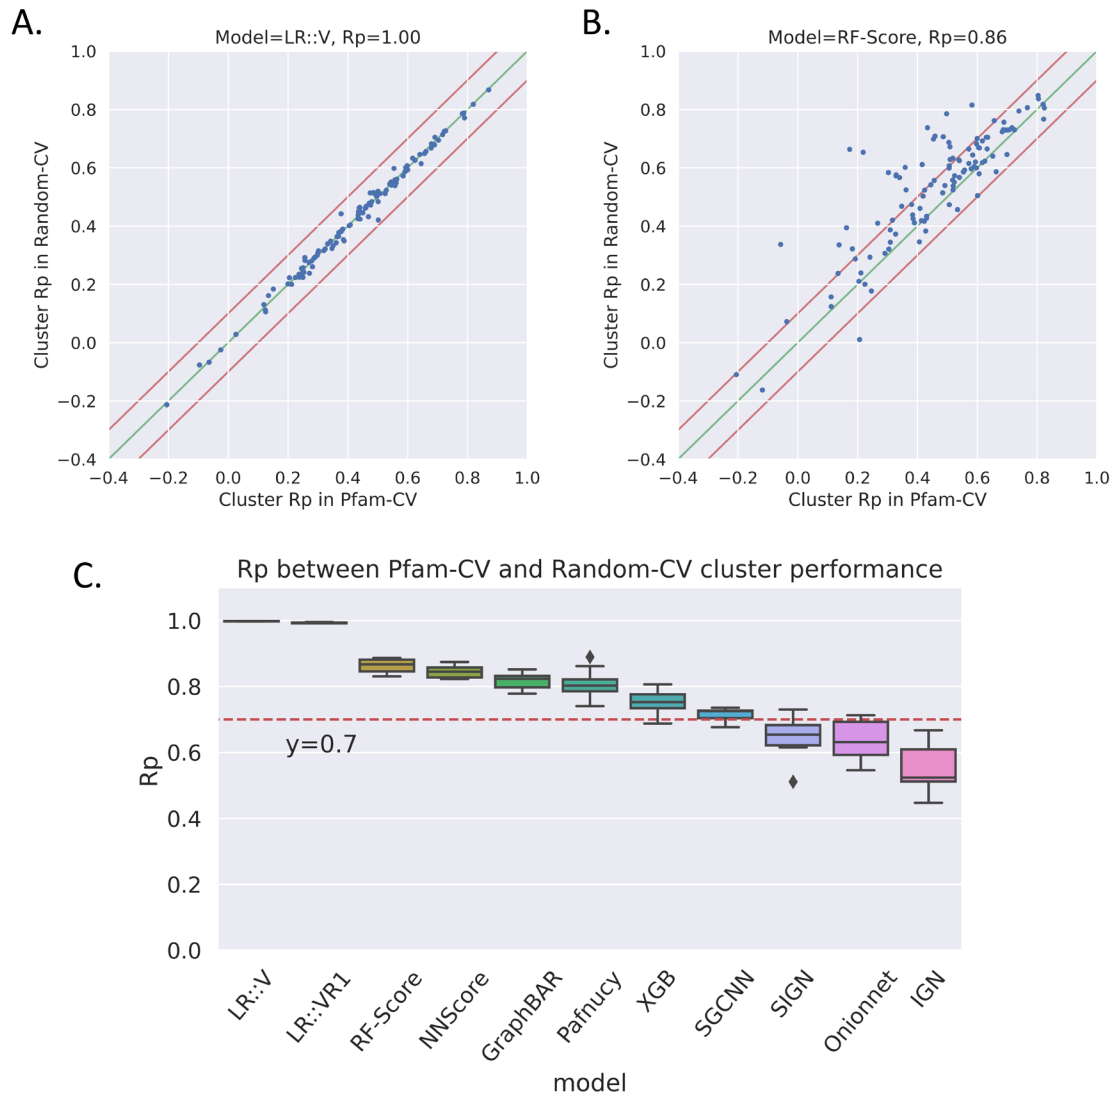 A.
Model=LR::V, Rp=1.00
1.0
0.8
0.6
0.4
0.2
0.0
−0.2
−0.4
Cluster Rp in Random-CV
−0.4 −0.2 0.0 0.2 0.4 0.6 0.8 1.0
Cluster Rp in Pfam-CV
B.
Model=RF-Score, Rp=0.86
1.0
0.8
0.6
0.4
0.2
0.0
−0.2
−0.4
Cluster Rp in Random-CV
−0.4 −0.2 0.0 0.2 0.4 0.6 0.8 1.0
Cluster Rp in Pfam-CV
C.
Rp between Pfam-CV and Random-CV cluster performance
1.0
0.8
0.6
0.4
0.2
0.0
Rp
y=0.7
LR::V
LR::VR1
RF-Score
NNScore
GraphBAR
Pafnucy
XGB
SGCNN
SIGN
Onionnet
IGN
model